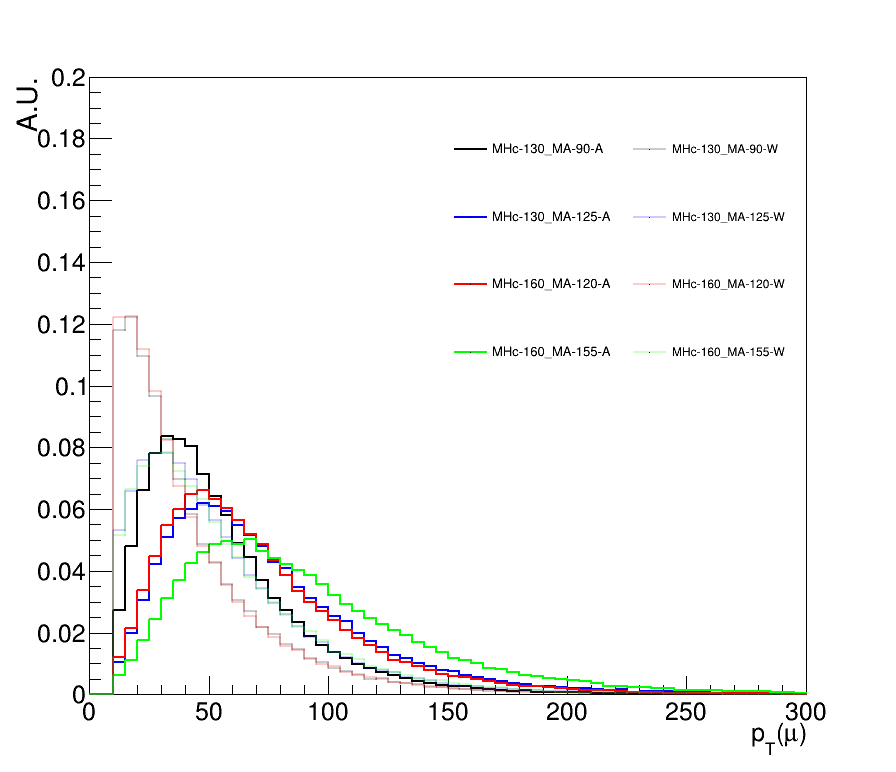 A.U.
0.2
0.18
0.16
0.14
0.12
0.1
0.08
0.06
0.04
0.02
0
MHc-130_MA-90-A MHc-130_MA-90-W
MHc-130_MA-125-A MHc-130_MA-125-W
MHc-160_MA-120-A MHc-160_MA-120-W
MHc-160_MA-155-A MHc-160_MA-155-W
0 50 100 150 200 250 300
p_T(μ)